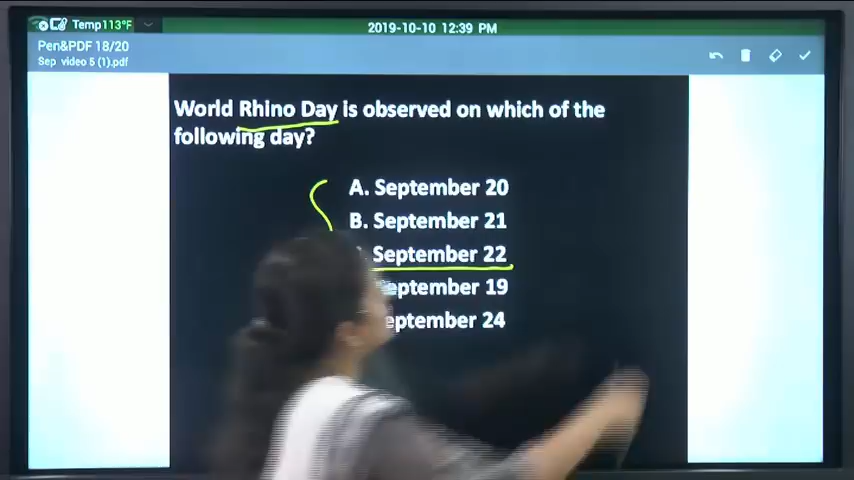 Temp113°F
2019-10-10 12:39 PM
Pen&PDF 18/20
Sep video 5 (1).pdf
World Rhino Day is observed on which of the
following day?
A. September 20
B. September 21
September 22
eptember 19
eptember 24